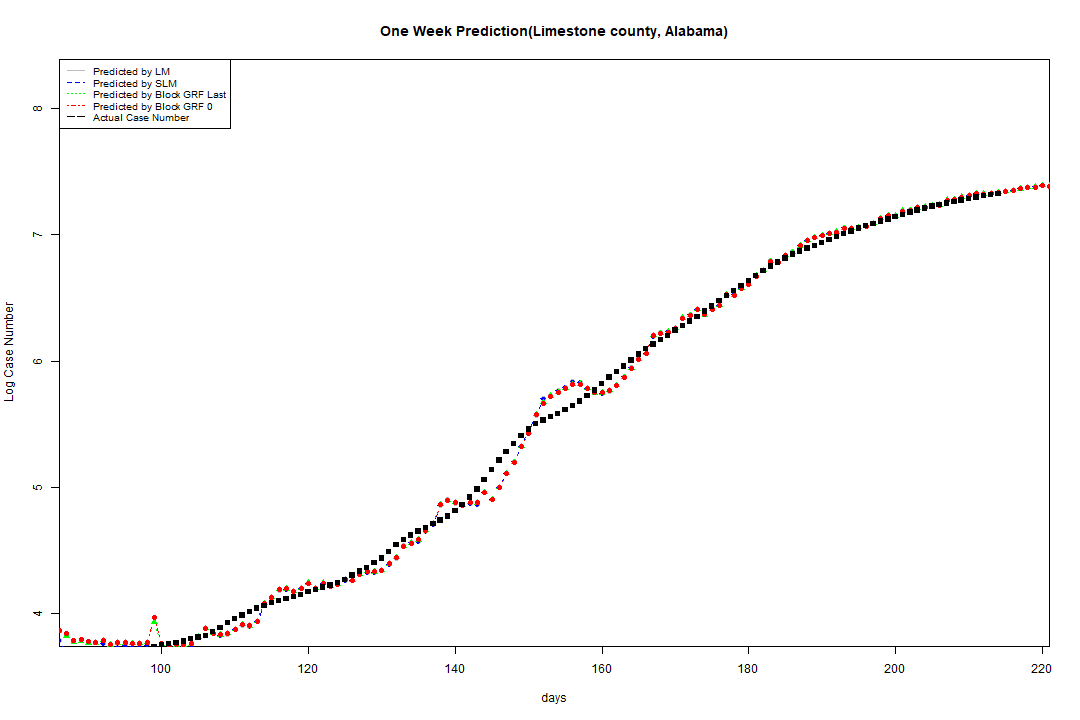 One Week Prediction(Limestone county, Alabama)
Predicted by LM
Predicted by SLM
Predicted by Block GRF Last
Predicted by Block GRF 0
Actual Case Number
8
7
6
5
4
Log Case Number
100 120 140 160 180 200 220
days